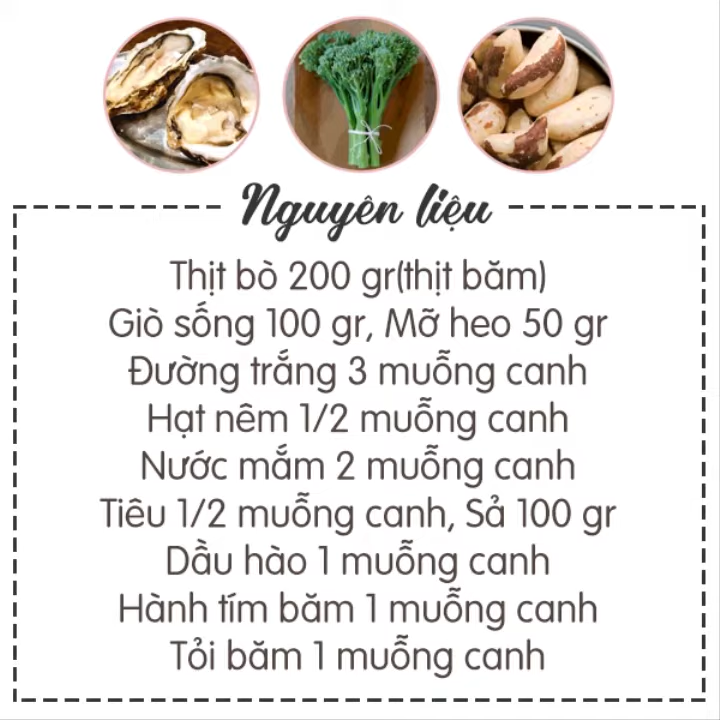 Nguyên liệu
Thịt bò 200 gr(thịt băm)
Giò sống 100 gr, Mỡ heo 50 gr
Đường trắng 3 muỗng canh
Hạt nêm 1/2 muỗng canh
Nước mắm 2 muỗng canh
Tiêu 1/2 muỗng canh, Sả 100 gr
Dầu hào 1 muỗng canh
Hành tím băm 1 muỗng canh
Tỏi băm 1 muỗng canh